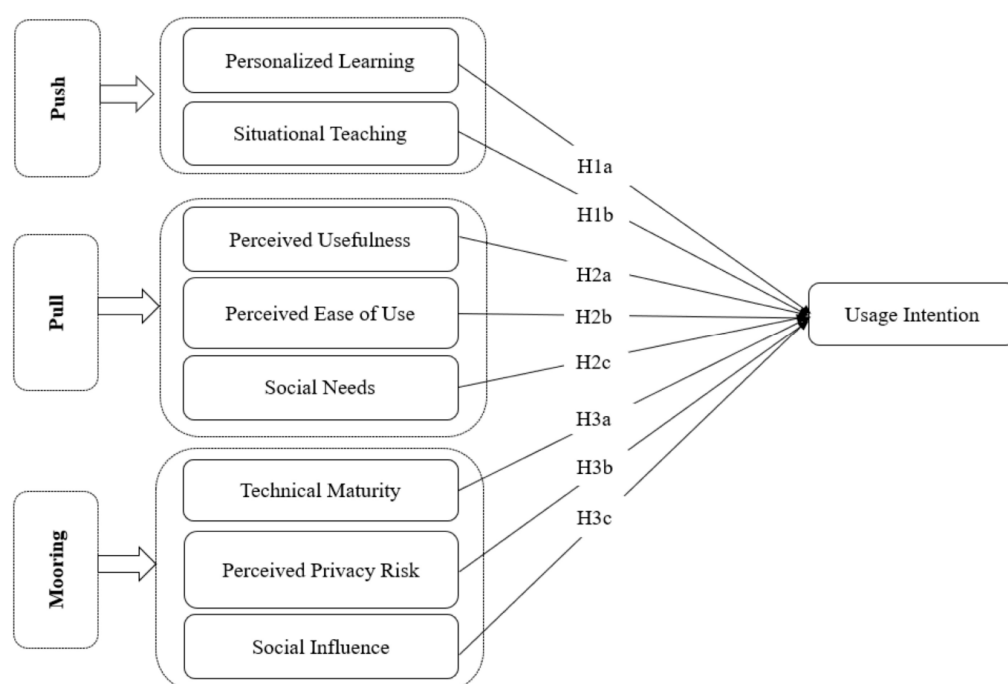 Push
Personalized Learning
Situational Teaching
H1a
H1b
Pull
Perceived Usefulness
Perceived Ease of Use
Social Needs
H2a
H2b
H2c
Usage Intention
Mooring
Technical Maturity
Perceived Privacy Risk
Social Influence
H3a
H3b
H3c